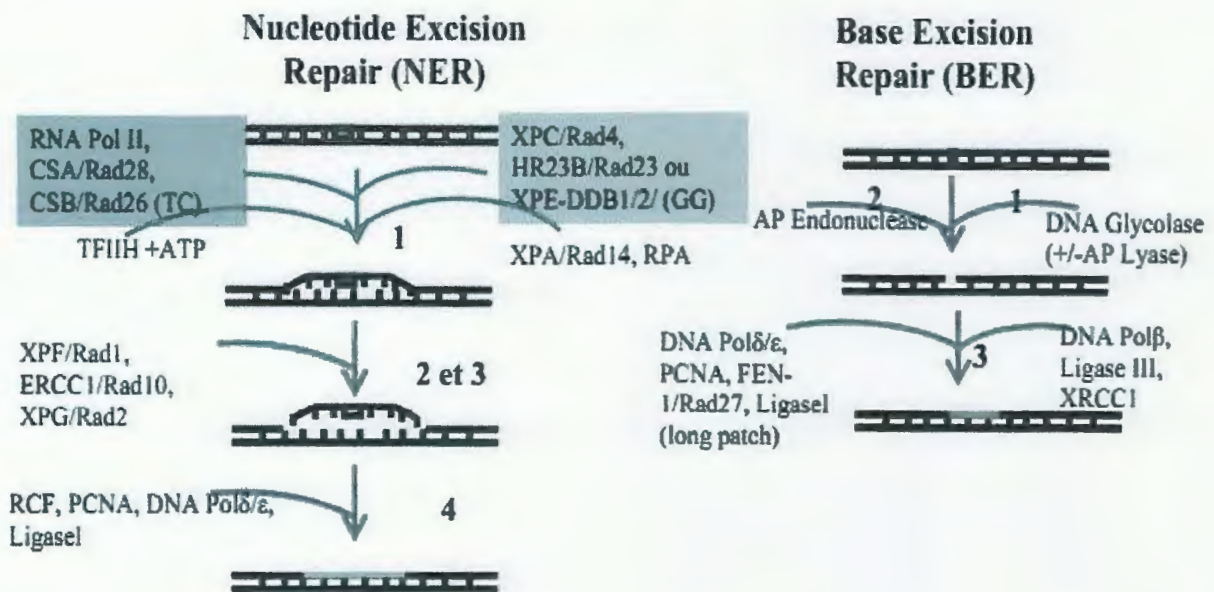 Nucleotide Excision
Repair (NER)
Base Excision
Repair (BER)
RNA Pol II,
CSA/Rad28,
CSB/Rad26 (TC)
XPC/Rad4,
HR23B/Rad23 ou
XPE-DDB1/2/ (GG)
TFIIH +ATP
1
XPA/Rad14, RPA
XPF/Rad1,
ERCC1/Rad10,
XPG/Rad2
2 et 3
RCF, PCNA, DNA Polδ/ε,
LigaseI
4
2
1
AP Endonuclease
DNA Glycolase
(+/-AP Lyase)
DNA Polδ/ε,
PCNA, FEN-
1/Rad27, LigaseI
(long patch)
3
DNA Polβ,
Ligase III,
XRCC1